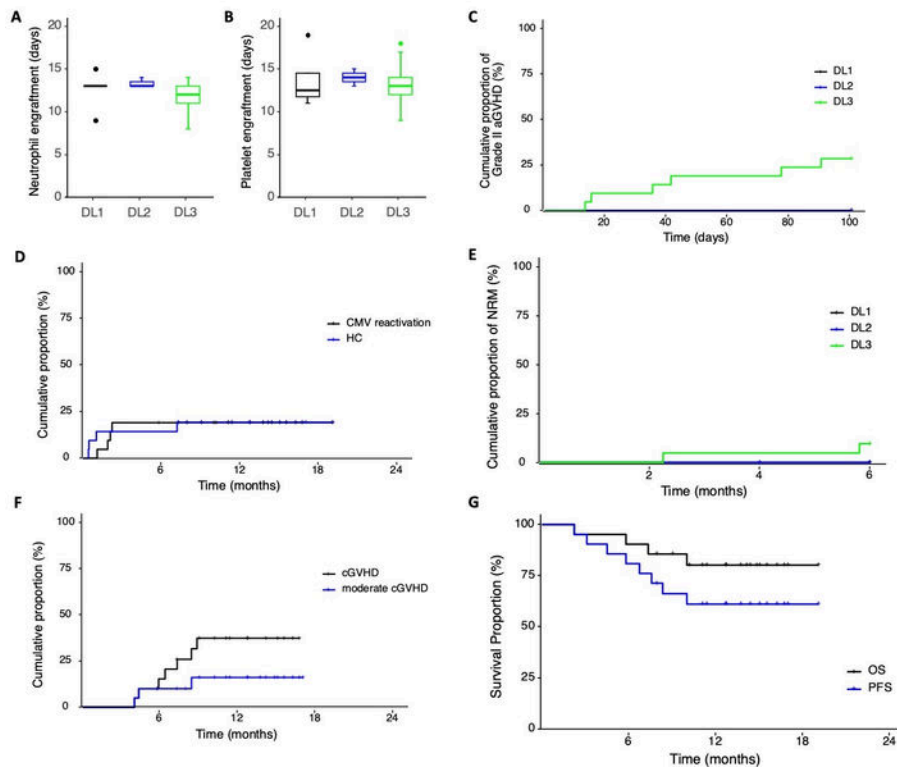 A
Neutrophil engraftment (days)
20
15
10
5
0
DL1 DL2 DL3
B
Platelet engraftment (days)
20
15
10
5
0
DL1 DL2 DL3
C
Cumulative proportion of
Grade II aGVHD (%)
100
75
50
25
0
20 40 60 80 100
Time (days)
DL1
DL2
DL3
D
Cumulative proportion (%)
100
75
50
25
0
6 12 18 24
Time (months)
CMV reactivation
HC
E
Cumulative proportion of NRM (%)
100
75
50
25
0
2 4 6
Time (months)
DL1
DL2
DL3
F
Cumulative proportion (%)
100
75
50
25
0
6 12 18 24
Time (months)
cGVHD
moderate cGVHD
G
Survival Proportion (%)
100
75
50
25
0
6 12 18 24
Time (months)
OS
PFS